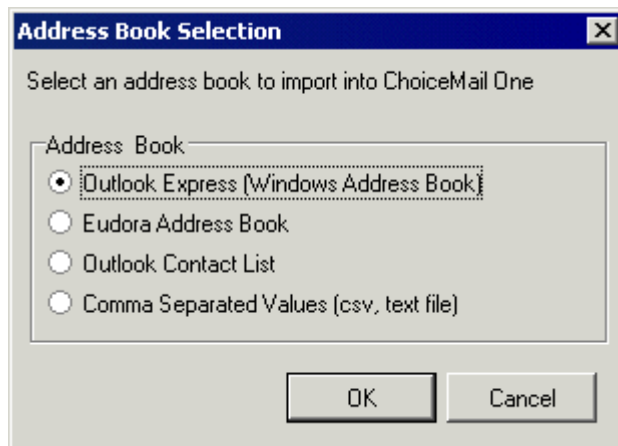 Address Book Selection
Select an address book to import into ChoiceMail One
Address Book
Outlook Express (Windows Address Book)
Eudora Address Book
Outlook Contact List
Comma Separated Values (csv, text file)
OK Cancel